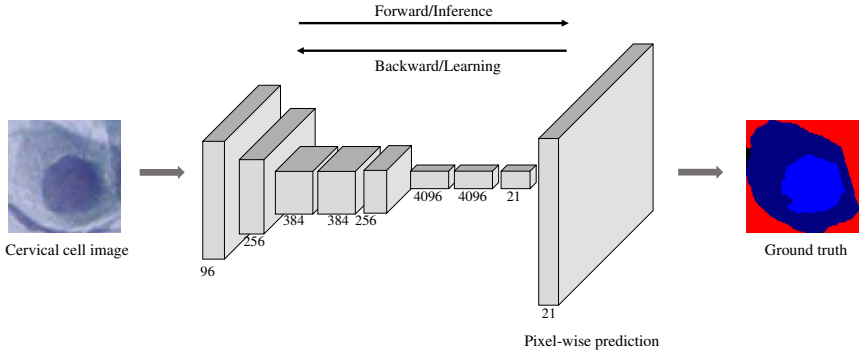 Forward/Inference
Backward/Learning
Cervical cell image
96
256
384
384
256
4096
4096
21
21
Pixel-wise prediction
Ground truth